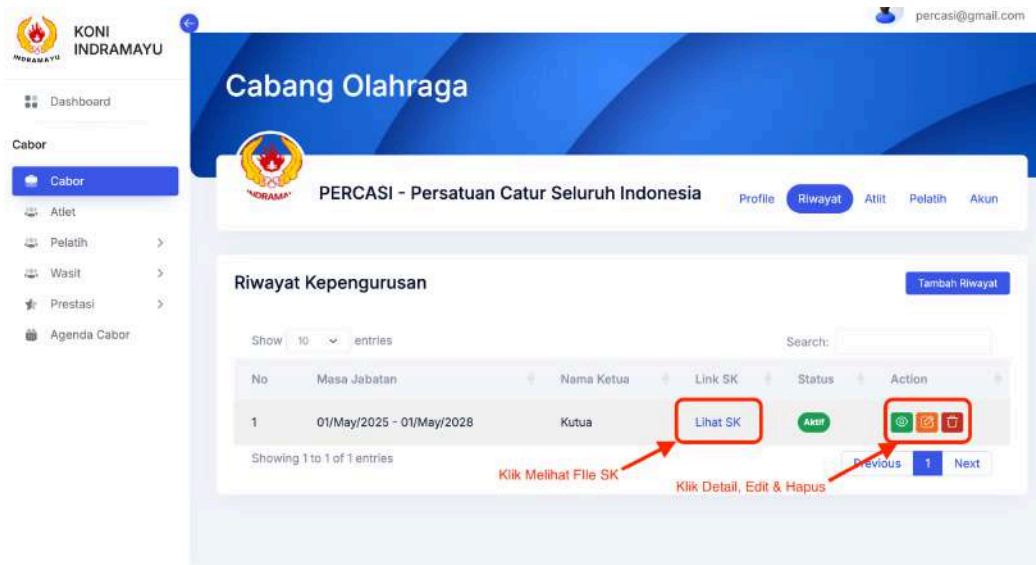 percasi@gmail.com
KONI
INDRAMAYU
INDRAMAYU
Dashboard
Cabor
Cabor
Atlet
Pelatih
Wasit
Prestasi
Agenda Cabor
Cabang Olahraga
INDRAMA
PERCASI - Persatuan Catur Seluruh Indonesia
Profile Riwayat Atlit Pelatih Akun
Riwayat Kepengurusan
Tambah Riwayat
Show 10 entries Search:
No Masa Jabatan Nama Ketua Link SK Status Action
1 01/May/2025 - 01/May/2028 Kutua Lihat SK Aktif
Showing 1 to 1 of 1 entries
Previous 1 Next
Klik Melihat FIle SK
Klik Detail, Edit & Hapus